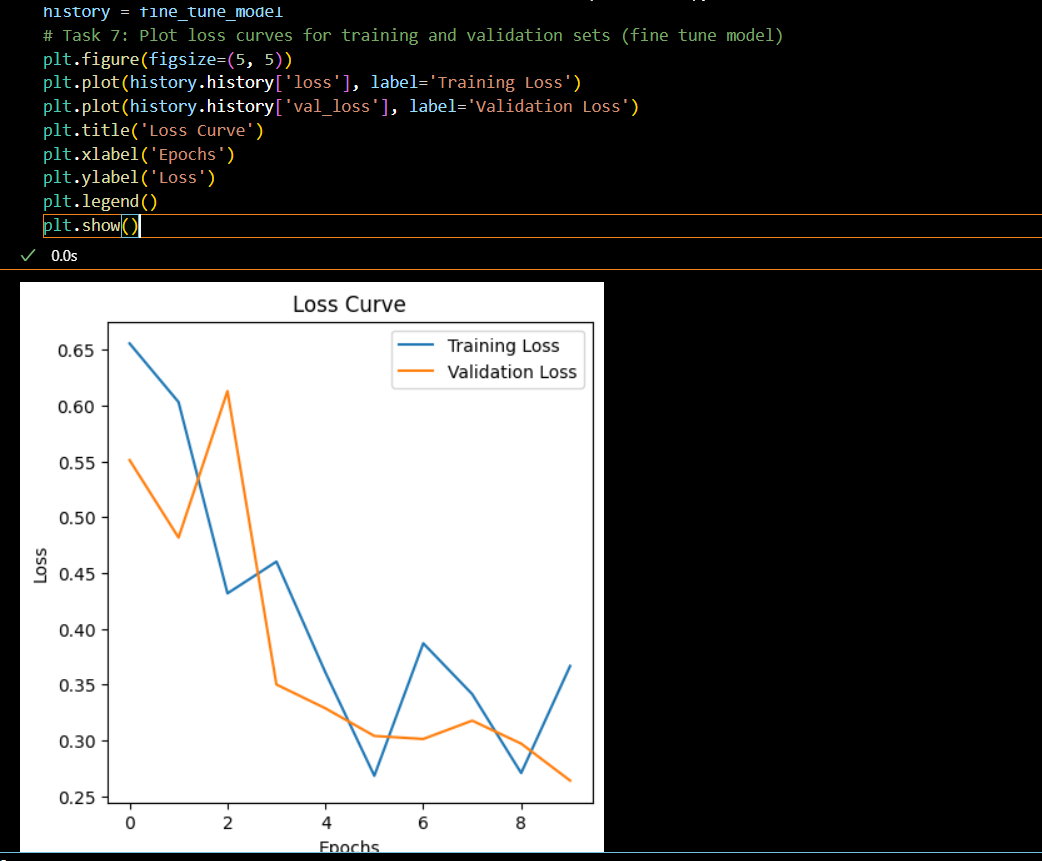 history = fine_tune_model
# Task 7: Plot loss curves for training and validation sets (fine tune model)
plt.figure(figsize=(5, 5))
plt.plot(history.history['loss'], label='Training Loss')
plt.plot(history.history['val_loss'], label='Validation Loss')
plt.title('Loss Curve')
plt.xlabel('Epochs')
plt.ylabel('Loss')
plt.legend()
plt.show()
0.0s
Loss Curve
Training Loss
Validation Loss
0.65
0.60
0.55
0.50
0.45
0.40
0.35
0.30
0.25
Loss
0 2 4 6 8
Epochs